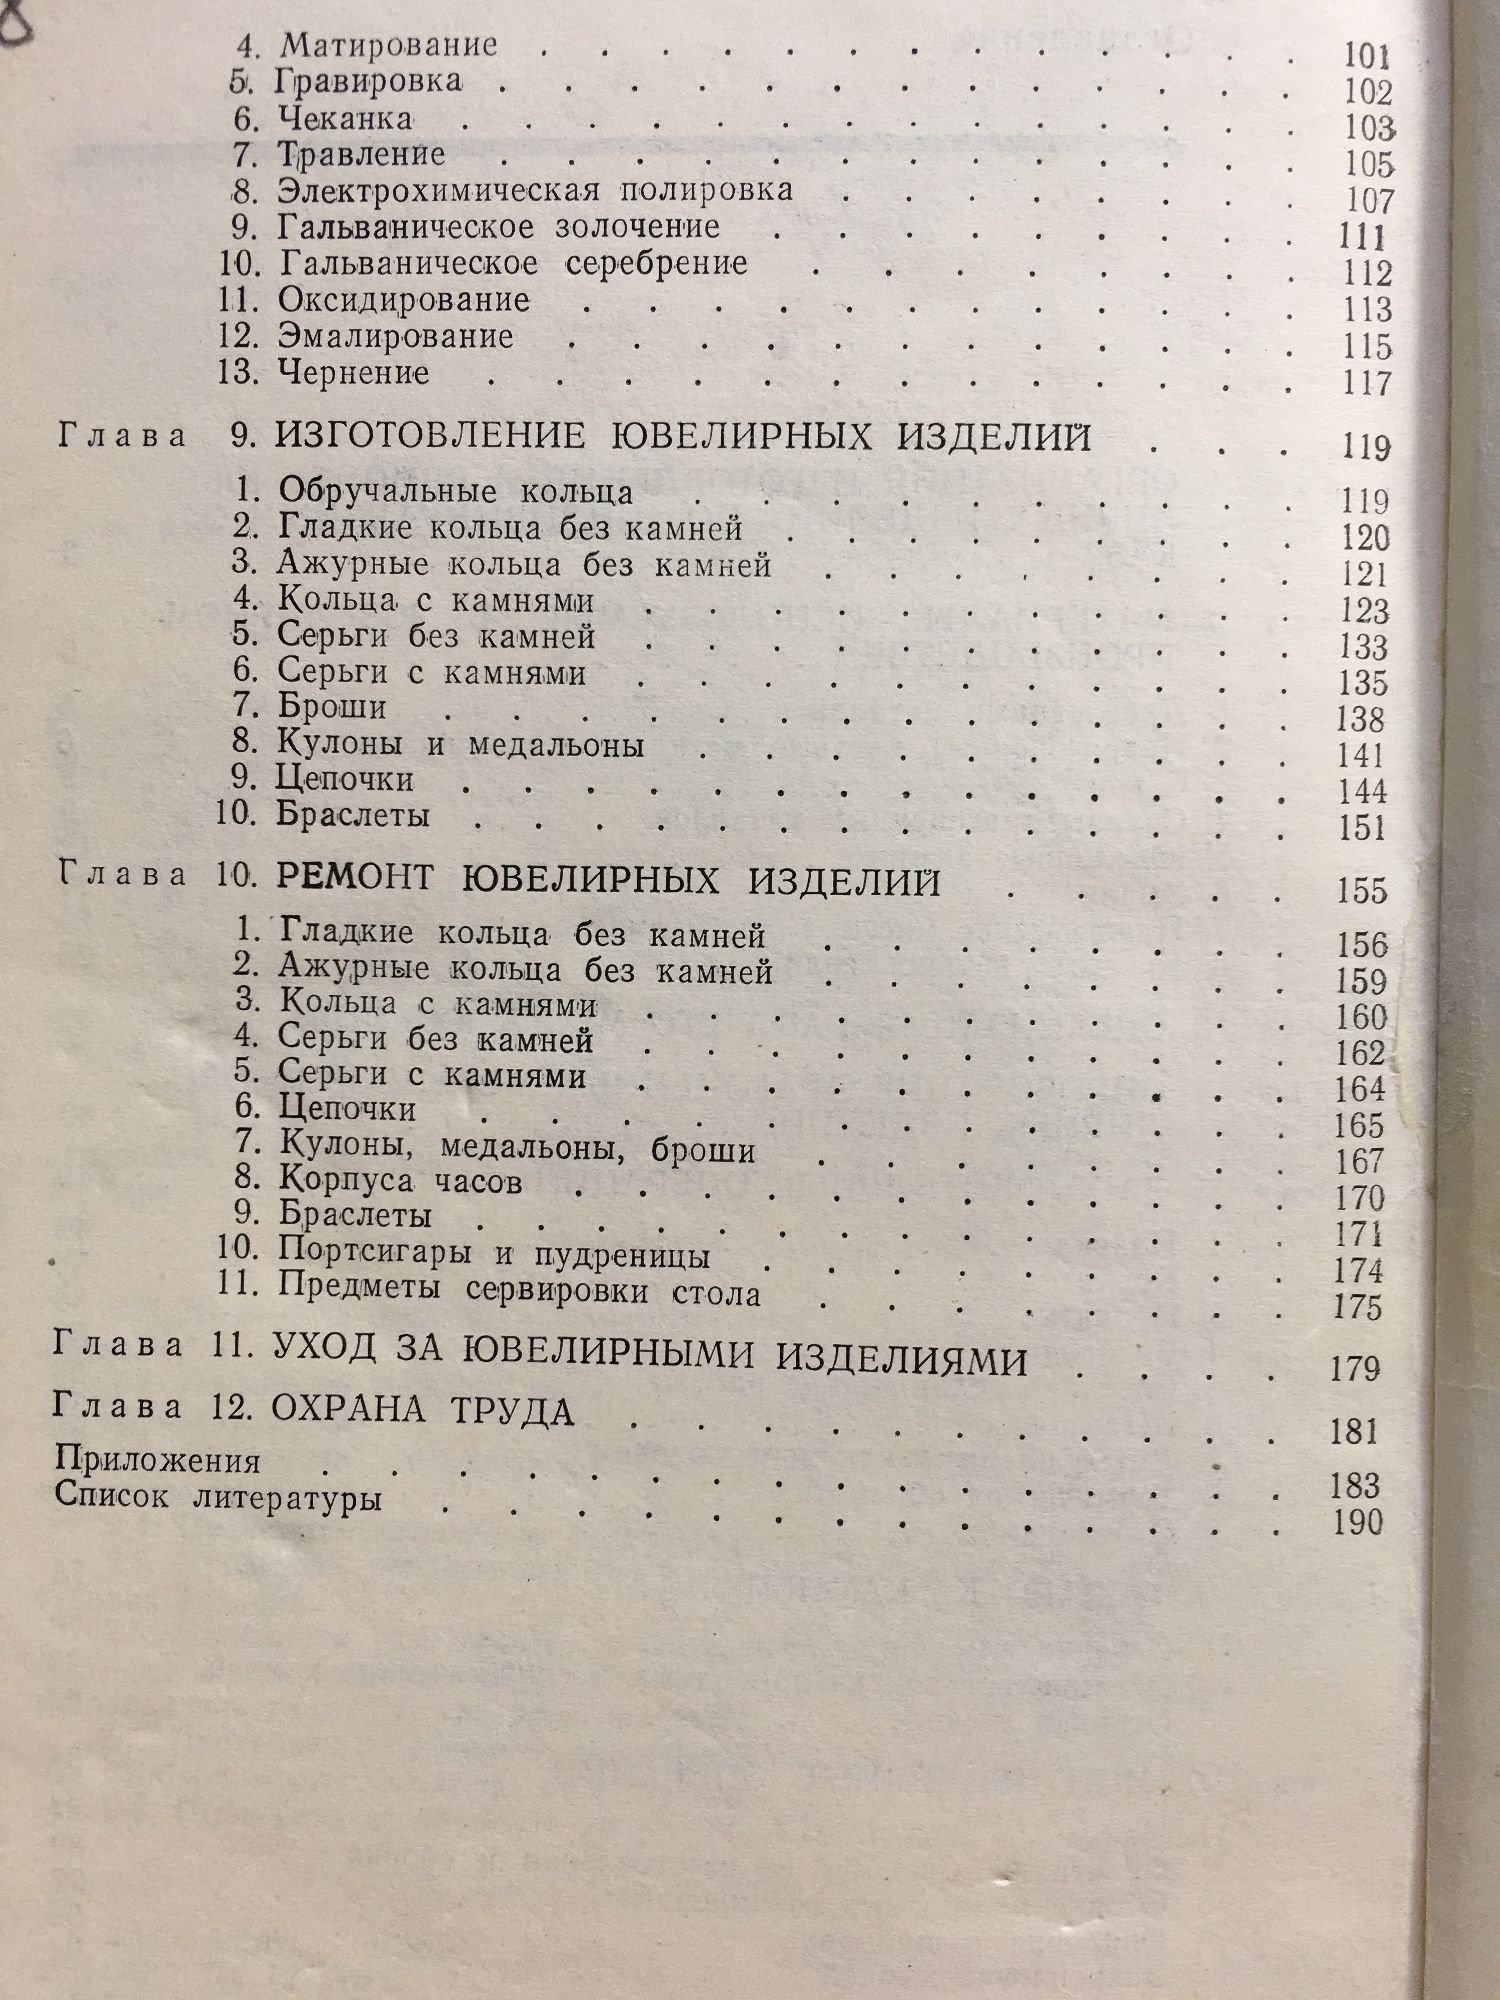 8
4. Матирование . . . . . . . . . . . . . 101
5. Гравировка . . . . . . . . . . . . . 102
6. Чеканка . . . . . . . . . . . . . . 103
7. Травление . . . . . . . . . . . . . 105
8. Электрохимическая полировка . . . . . . . . 107
9. Гальваническое золочение . . . . . . . . . 111
10. Гальваническое серебрение . . . . . . . . 112
11. Оксидирование . . . . . . . . . . . . 113
12. Эмалирование . . . . . . . . . . . . 115
13. Чернение . . . . . . . . . . . . . 117
Глава 9. ИЗГОТОВЛЕНИЕ ЮВЕЛИРНЫХ ИЗДЕЛИЙ . . . 119
1. Обручальные кольца . . . . . . . . . . 119
2. Гладкие кольца без камней . . . . . . . . . 120
3. Ажурные кольца без камней . . . . . . . . 121
4. Кольца с камнями . . . . . . . . . . . 123
5. Серьги без камней . . . . . . . . . . . 133
6. Серьги с камнями . . . . . . . . . . . 135
7. Броши . . . . . . . . . . . . . . 138
8. Кулоны и медальоны . . . . . . . . . . 141
9. Цепочки . . . . . . . . . . . . . . 144
10. Браслеты . . . . . . . . . . . . . . 151
Глава 10. РЕМОНТ ЮВЕЛИРНЫХ ИЗДЕЛИЙ . . . . . 155
1. Гладкие кольца без камней . . . . . . . . 156
2. Ажурные кольца без камней . . . . . . . . 159
3. Кольца с камнями . . . . . . . . . . . 160
4. Серьги без камней . . . . . . . . . . . 162
5. Серьги с камнями . . . . . . . . . . . 164
6. Цепочки . . . . . . . . . . . . . 165
7. Кулоны, медальоны, броши . . . . . . . . 167
8. Корпуса часов . . . . . . . . . . . . 170
9. Браслеты . . . . . . . . . . . . . . 171
10. Портсигары и пудреницы . . . . . . . . . 174
11. Предметы сервировки стола . . . . . . . . 175
Глава 11. УХОД ЗА ЮВЕЛИРНЫМИ ИЗДЕЛИЯМИ . . . . 179
Глава 12. ОХРАНА ТРУДА . . . . . . . . . . . 181
Приложения . . . . . . . . . . . . . . . . 183
Список литературы . . . . . . . . . . . . . . 190